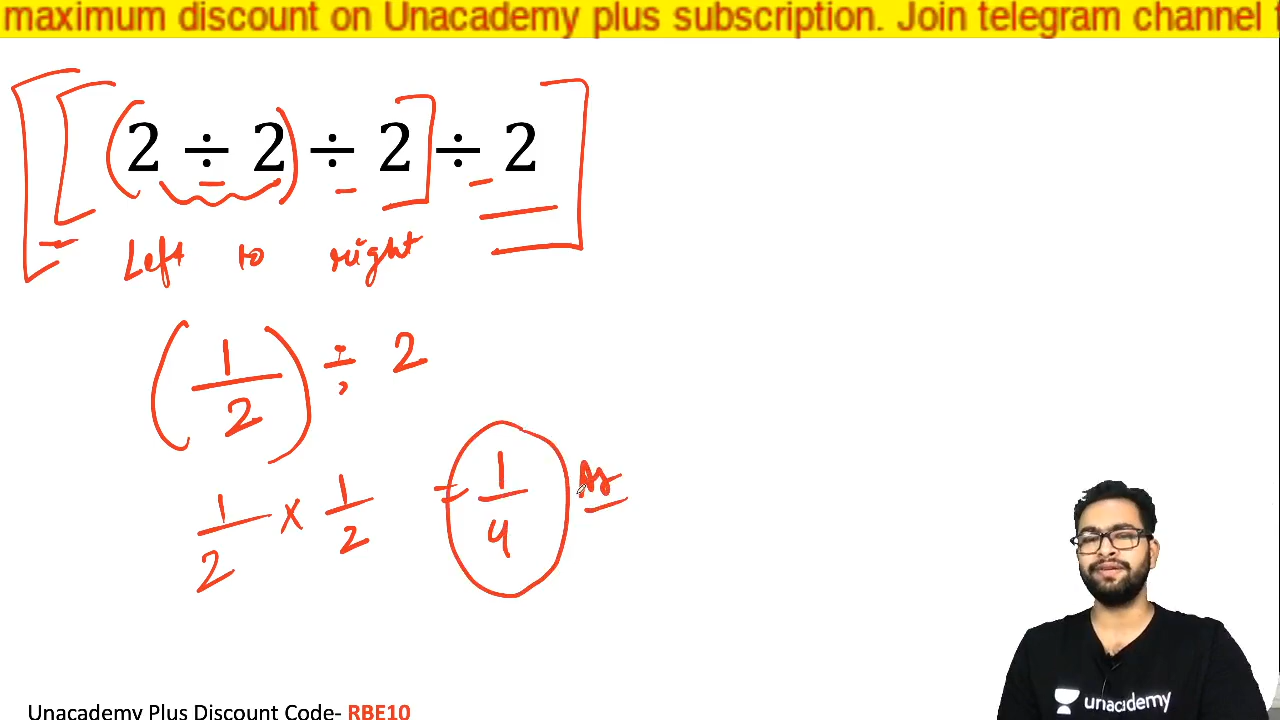 maximum discount on Unacademy plus subscription. Join telegram channel
[[(2 ÷ 2) ÷ 2] ÷ 2]
Left to right
(1/2) ÷ 2
1/2 × 1/2 = 1/4
unacademy
Unacademy Plus Discount Code- RBE10